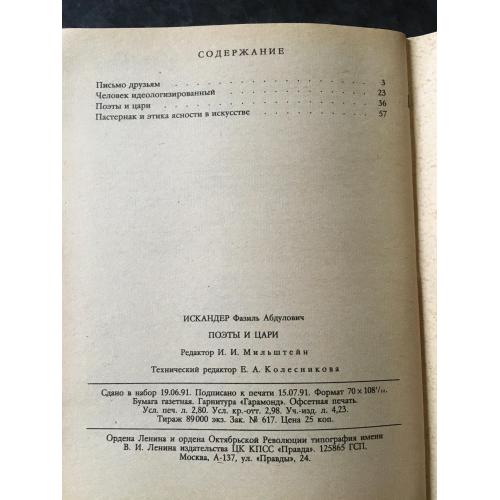 СОДЕРЖАНИЕ
Письмо друзьям . . . . . . . . . . . . . 3
Человек идеологизированный . . . . . . . . . . 23
Поэты и цари . . . . . . . . . . . . . 36
Пастернак и этика ясности в искусстве . . . . . . . . 57
ИСКАНДЕР Фазиль Абдулович
ПОЭТЫ И ЦАРИ
Редактор И. И. Мильштейн
Технический редактор Е. А. Колесникова
Сдано в набор 19.06.91. Подписано к печати 15.07.91. Формат 70 × 108¹/₃₂.
Бумага газетная. Гарнитура «Гарамонд». Офсетная печать.
Усл. печ. л. 2,80. Усл. кр.-отт. 2,98. Уч.-изд. л. 4,23.
Тираж 89000 экз. Зак. № 617. Цена 25 коп.
Ордена Ленина и ордена Октябрьской Революции типография имени
В. И. Ленина издательства ЦК КПСС «Правда». 125865 ГСП.
Москва, А-137, ул. «Правды», 24.